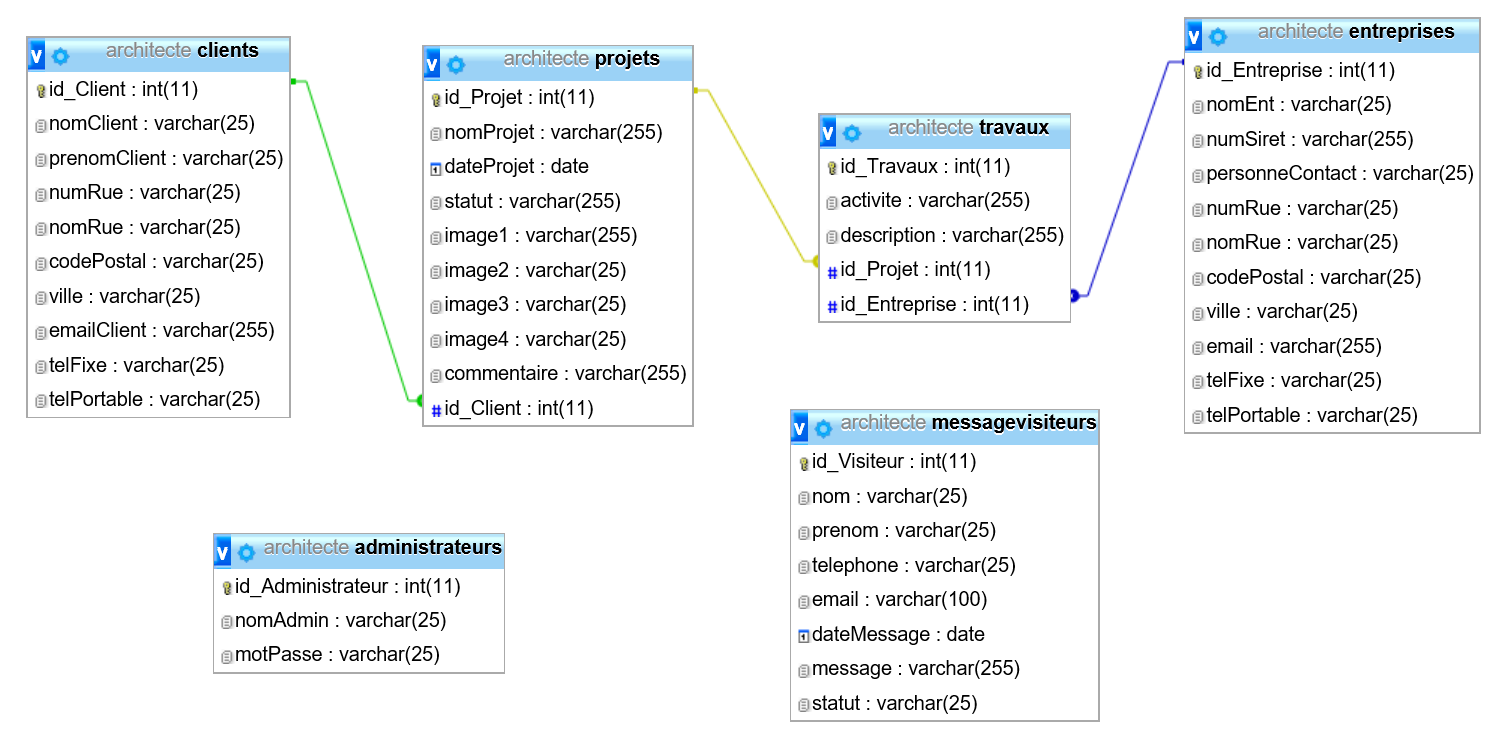 architecte clients
id_Client : int(11)
nomClient : varchar(25)
prenomClient : varchar(25)
numRue : varchar(25)
nomRue : varchar(25)
codePostal : varchar(25)
ville : varchar(25)
emailClient : varchar(255)
telFixe : varchar(25)
telPortable : varchar(25)
architecte projets
id_Projet : int(11)
nomProjet : varchar(255)
dateProjet : date
statut : varchar(255)
image1 : varchar(255)
image2 : varchar(25)
image3 : varchar(25)
image4 : varchar(25)
commentaire : varchar(255)
# id_Client : int(11)
architecte travaux
id_Travaux : int(11)
activite : varchar(255)
description : varchar(255)
# id_Projet : int(11)
# id_Entreprise : int(11)
architecte entreprises
id_Entreprise : int(11)
nomEnt : varchar(25)
numSiret : varchar(255)
personneContact : varchar(25)
numRue : varchar(25)
nomRue : varchar(25)
codePostal : varchar(25)
ville : varchar(25)
email : varchar(255)
telFixe : varchar(25)
telPortable : varchar(25)
architecte administrateurs
id_Administrateur : int(11)
nomAdmin : varchar(25)
motPasse : varchar(25)
architecte messagevisiteurs
id_Visiteur : int(11)
nom : varchar(25)
prenom : varchar(25)
telephone : varchar(25)
email : varchar(100)
dateMessage : date
message : varchar(255)
statut : varchar(25)